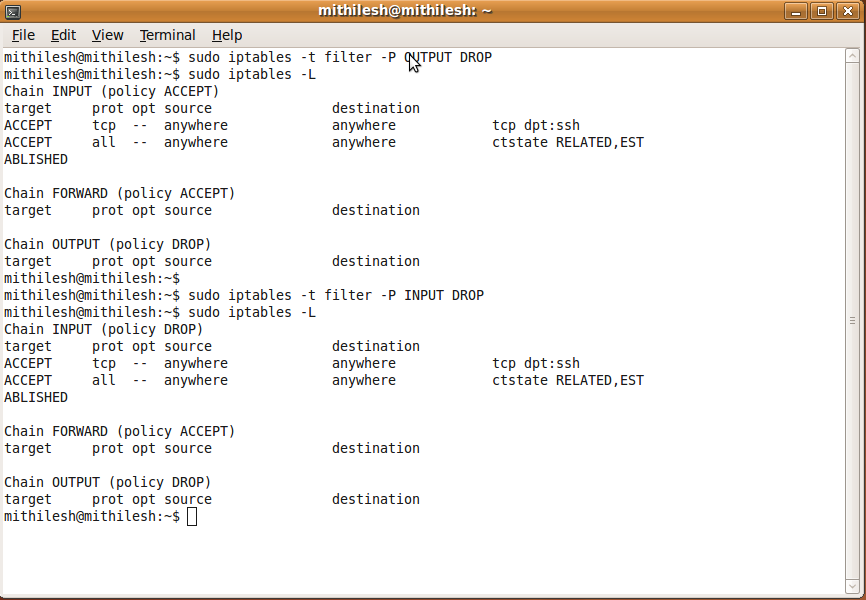 mithilesh@mithilesh: ~
File Edit View Terminal Help
mithilesh@mithilesh:~$ sudo iptables -t filter -P OUTPUT DROP
mithilesh@mithilesh:~$ sudo iptables -L
Chain INPUT (policy ACCEPT)
target     prot opt source               destination
ACCEPT     tcp  --  anywhere             anywhere            tcp dpt:ssh
ACCEPT     all  --  anywhere             anywhere            ctstate RELATED,EST
ABLISHED

Chain FORWARD (policy ACCEPT)
target     prot opt source               destination

Chain OUTPUT (policy DROP)
target     prot opt source               destination
mithilesh@mithilesh:~$
mithilesh@mithilesh:~$ sudo iptables -t filter -P INPUT DROP
mithilesh@mithilesh:~$ sudo iptables -L
Chain INPUT (policy DROP)
target     prot opt source               destination
ACCEPT     tcp  --  anywhere             anywhere            tcp dpt:ssh
ACCEPT     all  --  anywhere             anywhere            ctstate RELATED,EST
ABLISHED

Chain FORWARD (policy ACCEPT)
target     prot opt source               destination

Chain OUTPUT (policy DROP)
target     prot opt source               destination
mithilesh@mithilesh:~$